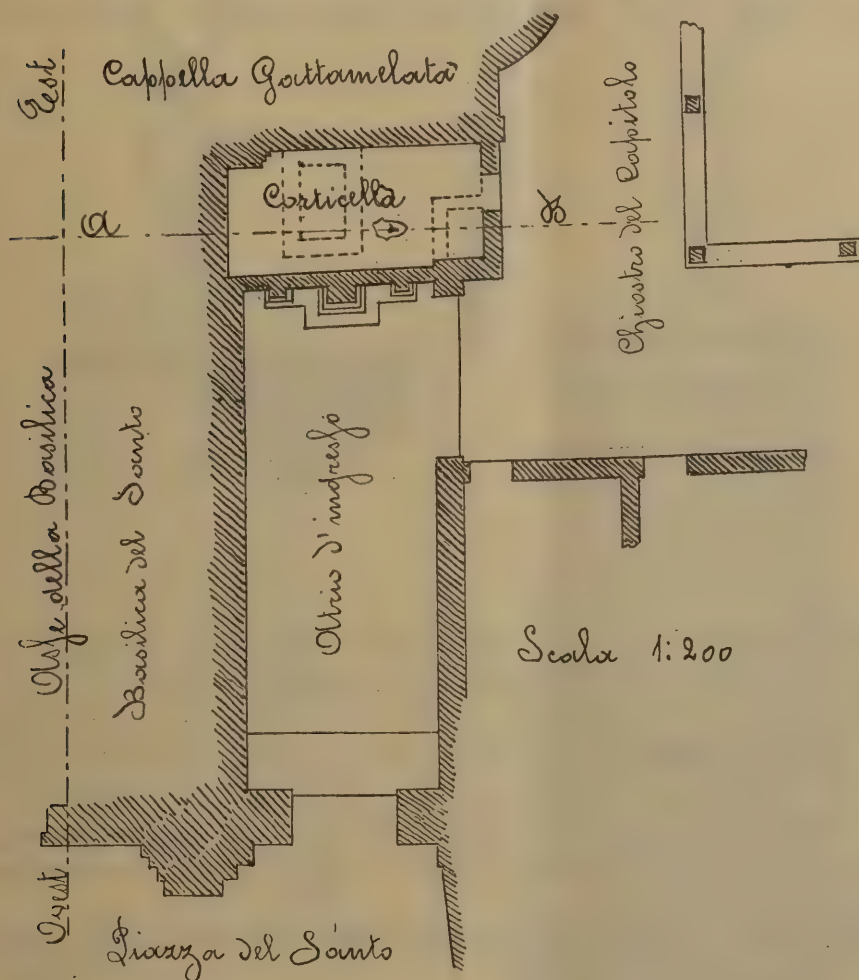 Est
Cappella Gattamelata
Corticella
a
b
Chiostro del Capitolo
Asse della Basilica
Basilica del Santo
Atrio d'ingresso
Scala 1:200
Ovest
Piazza del Santo